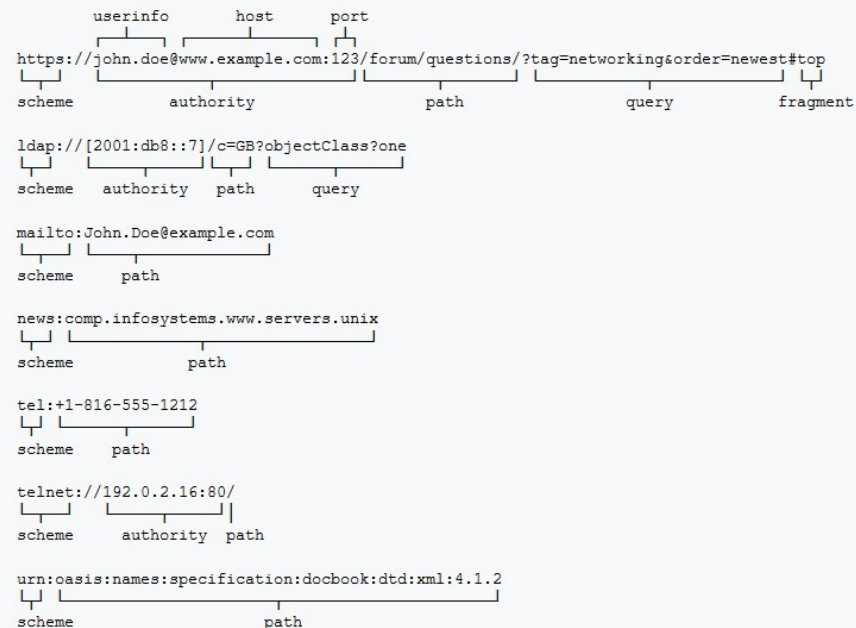 userinfo host port
https://john.doe@www.example.com:123/forum/questions/?tag=networking&order=newest#top
scheme authority path query fragment
ldap://[2001:db8::7]/c=GB?objectClass?one
scheme authority path query
mailto:John.Doe@example.com
scheme path
news:comp.infosystems.www.servers.unix
scheme path
tel:+1-816-555-1212
scheme path
telnet://192.0.2.16:80/
scheme authority path
urn:oasis:names:specification:docbook:dtd:xml:4.1.2
scheme path